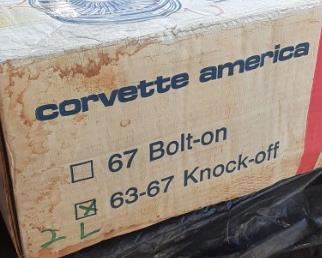 corvette america
☐ 67 Bolt-on
☒ 63-67 Knock-off
2 L